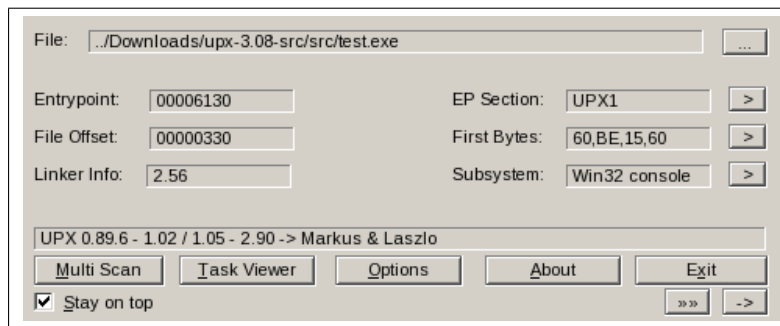 File: ../Downloads/upx-3.08-src/src/test.exe ...
Entrypoint: 00006130 EP Section: UPX1 >
File Offset: 00000330 First Bytes: 60,BE,15,60 >
Linker Info: 2.56 Subsystem: Win32 console >
UPX 0.89.6 - 1.02 / 1.05 - 2.90 -> Markus & Laszlo
Multi Scan Task Viewer Options About Exit
Stay on top »» ->